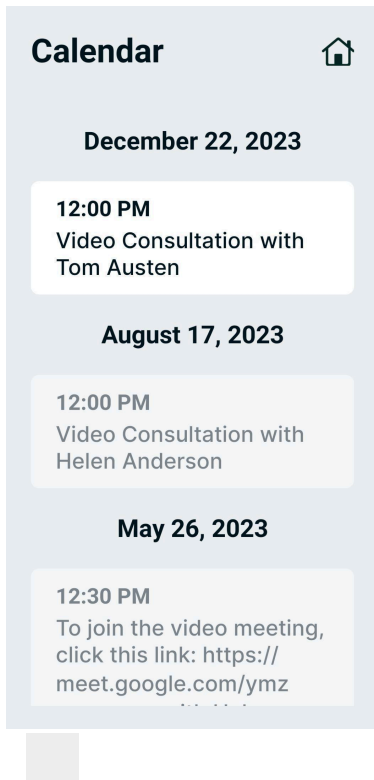 Calendar
December 22, 2023
12:00 PM
Video Consultation with
Tom Austen
August 17, 2023
12:00 PM
Video Consultation with
Helen Anderson
May 26, 2023
12:30 PM
To join the video meeting,
click this link: https://
meet.google.com/ymz